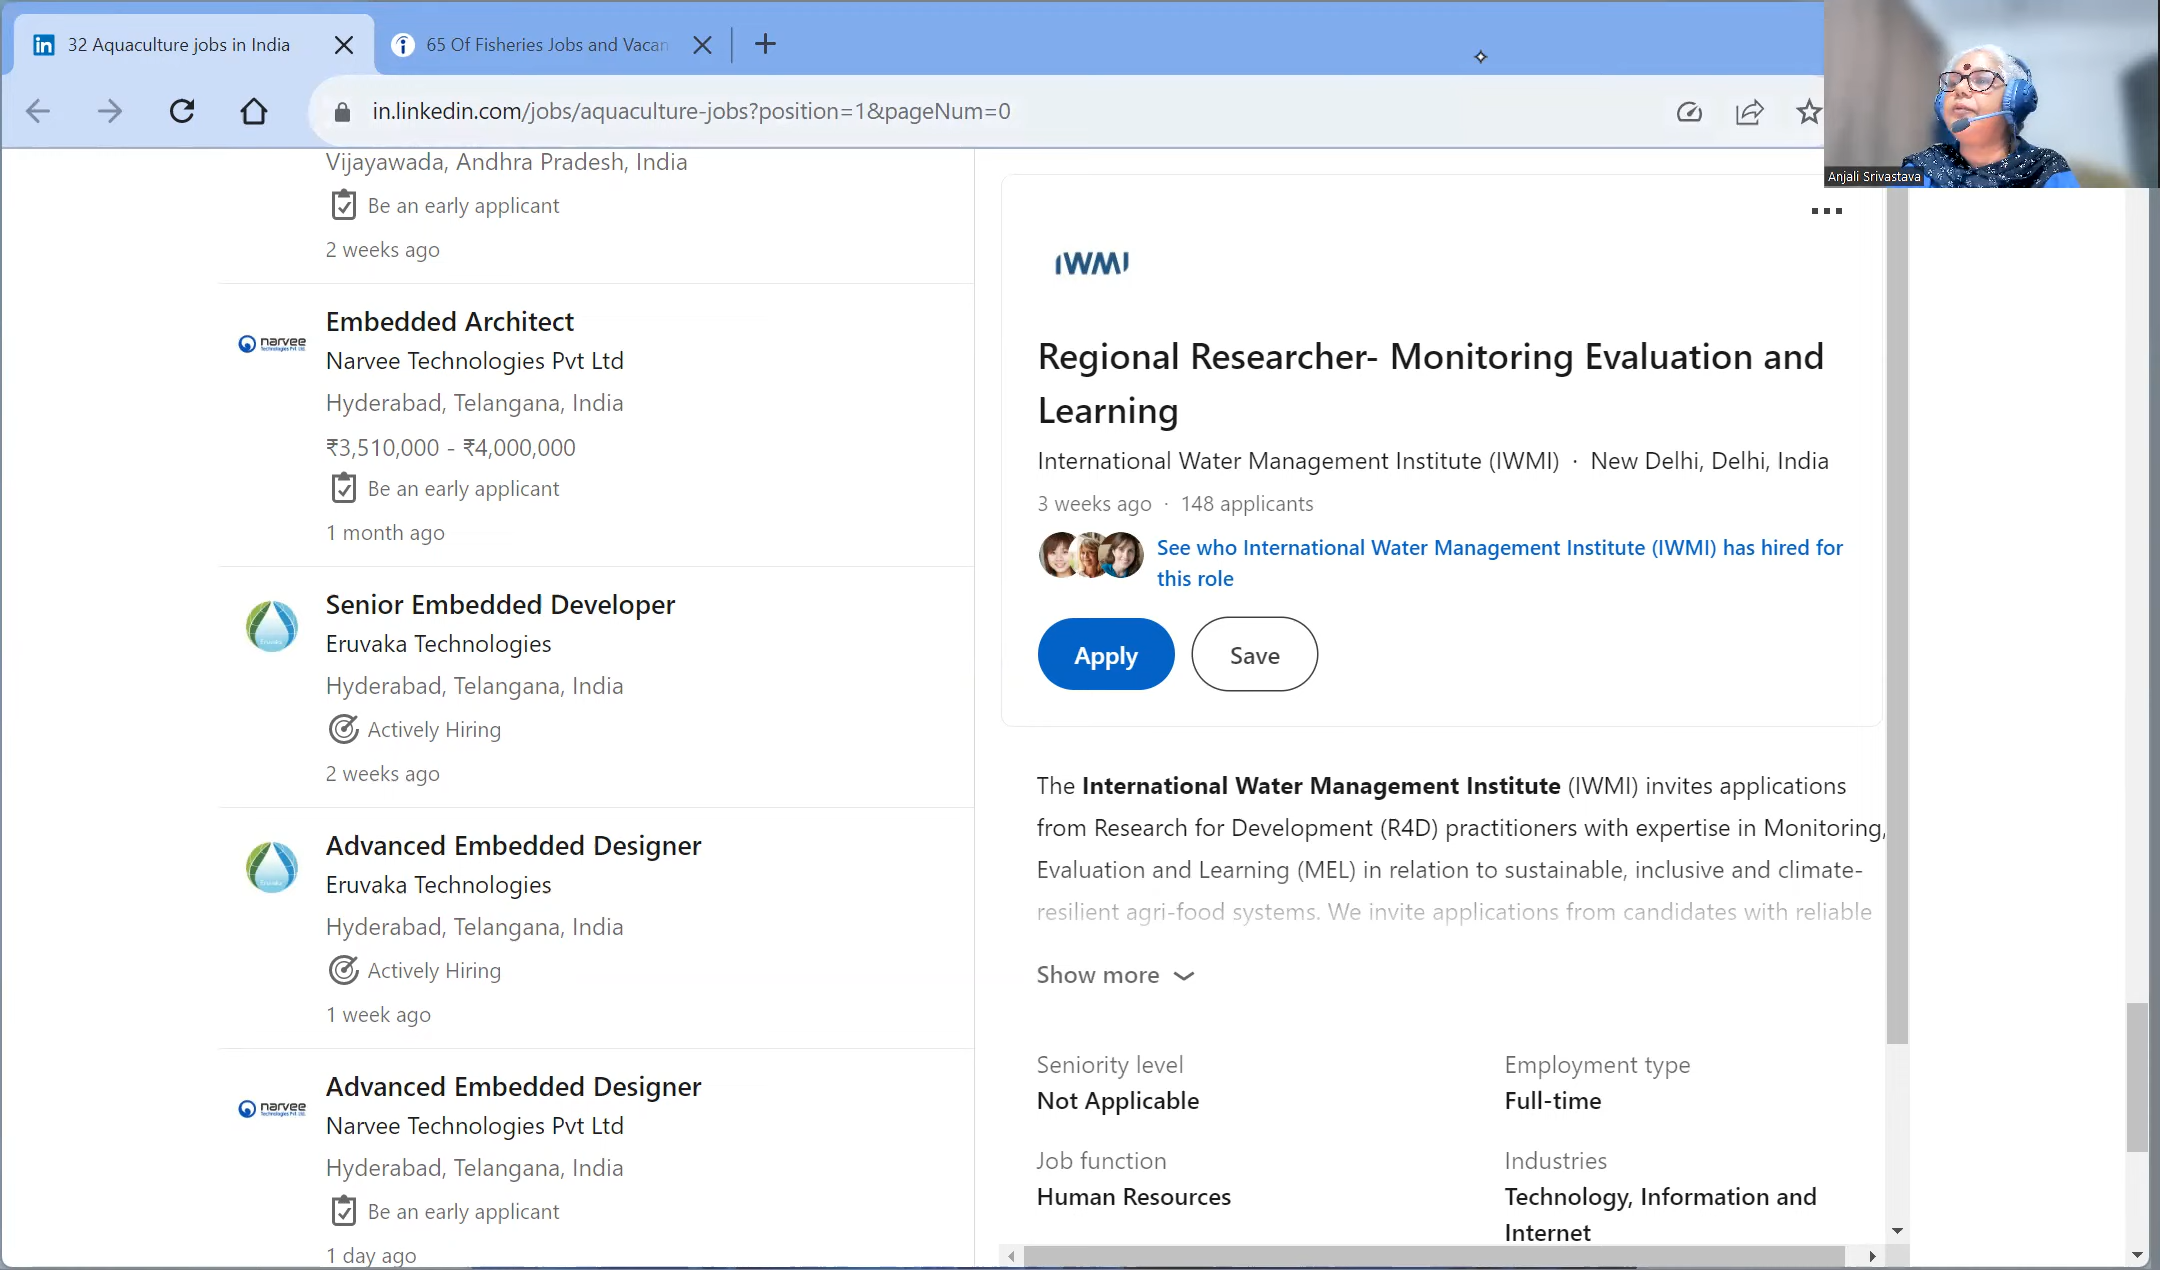 32 Aquaculture jobs in India
65 Of Fisheries Jobs and Vacan
in.linkedin.com/jobs/aquaculture-jobs?position=1&pageNum=0
Anjali Srivastava
Vijayawada, Andhra Pradesh, India
Be an early applicant
2 weeks ago
narvee
Embedded Architect
Narvee Technologies Pvt Ltd
Hyderabad, Telangana, India
₹3,510,000 - ₹4,000,000
Be an early applicant
1 month ago
Senior Embedded Developer
Eruvaka Technologies
Hyderabad, Telangana, India
Actively Hiring
2 weeks ago
Advanced Embedded Designer
Eruvaka Technologies
Hyderabad, Telangana, India
Actively Hiring
1 week ago
narvee
Advanced Embedded Designer
Narvee Technologies Pvt Ltd
Hyderabad, Telangana, India
Be an early applicant
1 day ago
IWMI
Regional Researcher- Monitoring Evaluation and
Learning
International Water Management Institute (IWMI) · New Delhi, Delhi, India
3 weeks ago · 148 applicants
See who International Water Management Institute (IWMI) has hired for
this role
Apply
Save
The International Water Management Institute (IWMI) invites applications
from Research for Development (R4D) practitioners with expertise in Monitoring,
Evaluation and Learning (MEL) in relation to sustainable, inclusive and climate-
resilient agri-food systems. We invite applications from candidates with reliable
Show more
Seniority level
Not Applicable
Employment type
Full-time
Job function
Human Resources
Industries
Technology, Information and
Internet